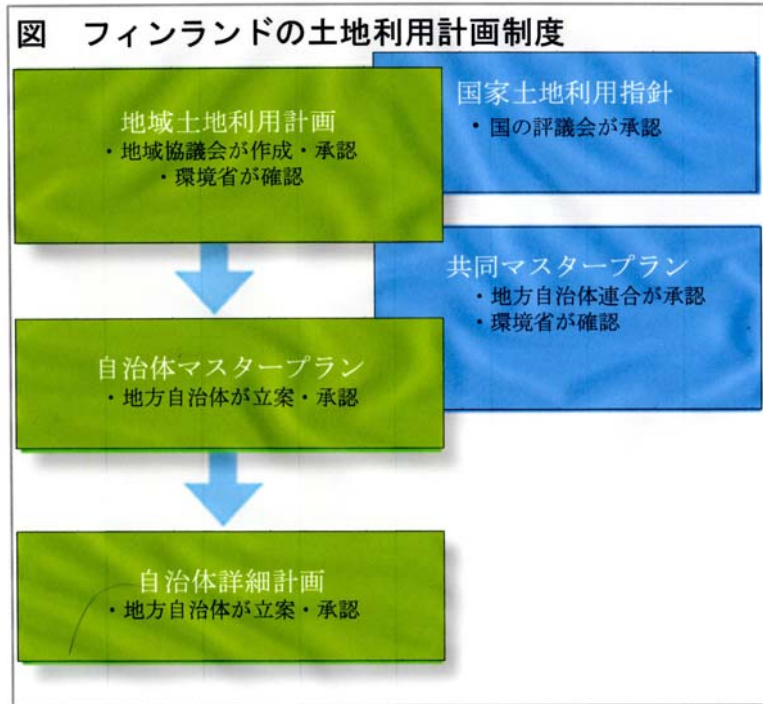 図　フィンランドの土地利用計画制度
地域土地利用計画
・地域協議会が作成・承認
・環境省が確認
国家土地利用指針
・国の評議会が承認
共同マスタープラン
・地方自治体連合が承認
・環境省が確認
自治体マスタープラン
・地方自治体が立案・承認
自治体詳細計画
・地方自治体が立案・承認